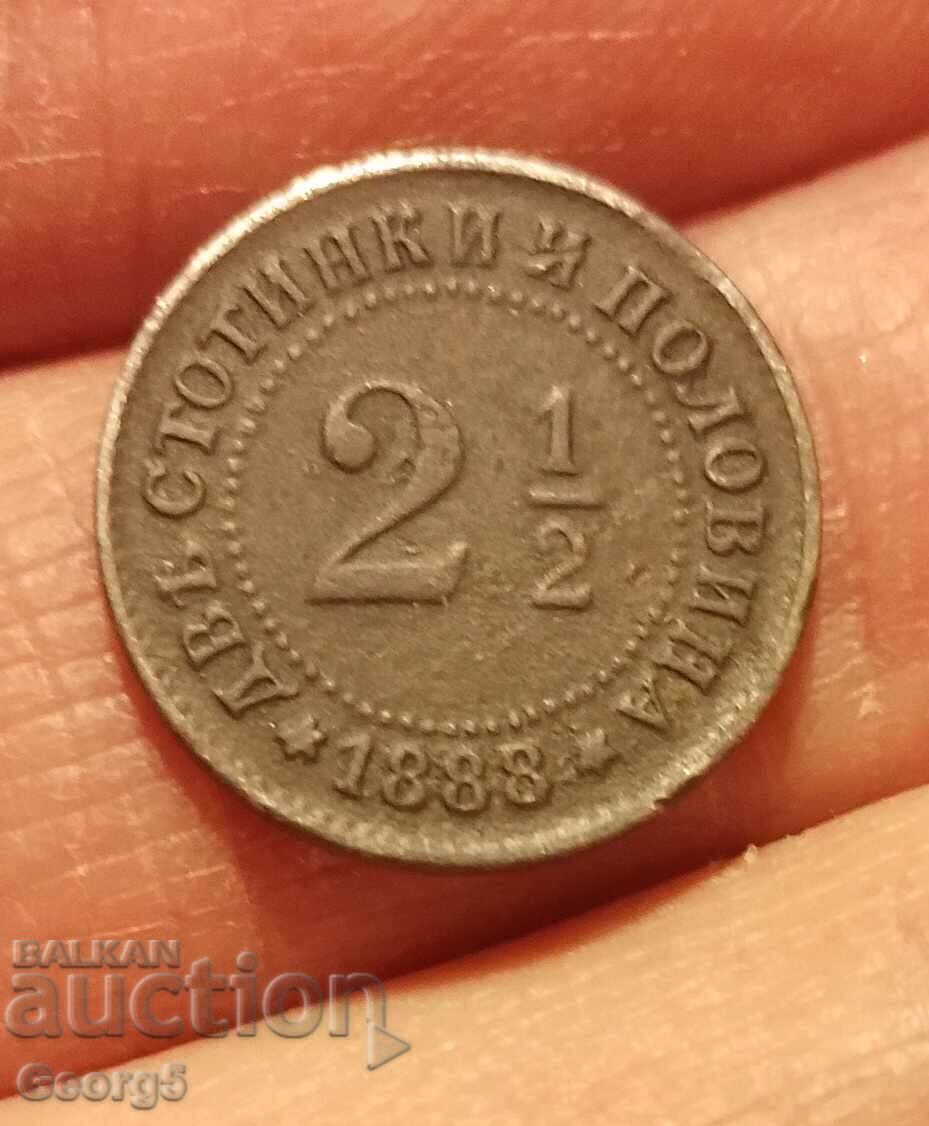 ДВѢ СТОТИНКИ И ПОЛОВИНА
2 1/2
* 1888 *
BALKAN
auction
Georg5